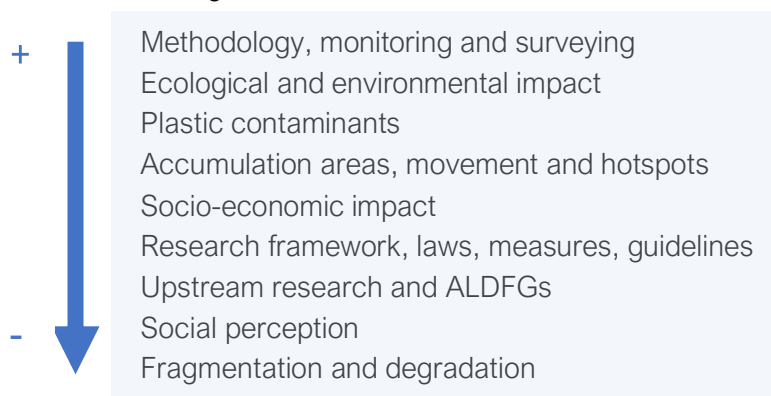 +
Methodology, monitoring and surveying
Ecological and environmental impact
Plastic contaminants
Accumulation areas, movement and hotspots
Socio-economic impact
Research framework, laws, measures, guidelines
Upstream research and ALDFGs
-
Social perception
Fragmentation and degradation